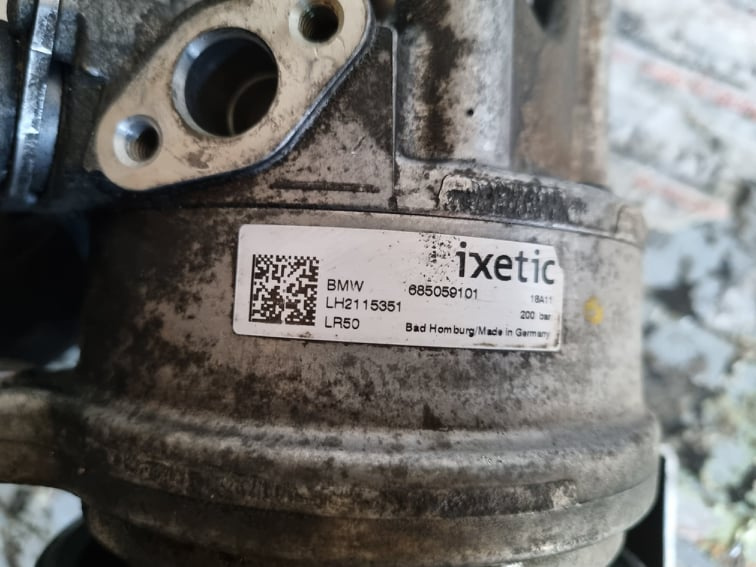 ixetic
BMW 685059101 18A11
LH2115351 200 bar
LR50 Bad Homburg/Made in Germany